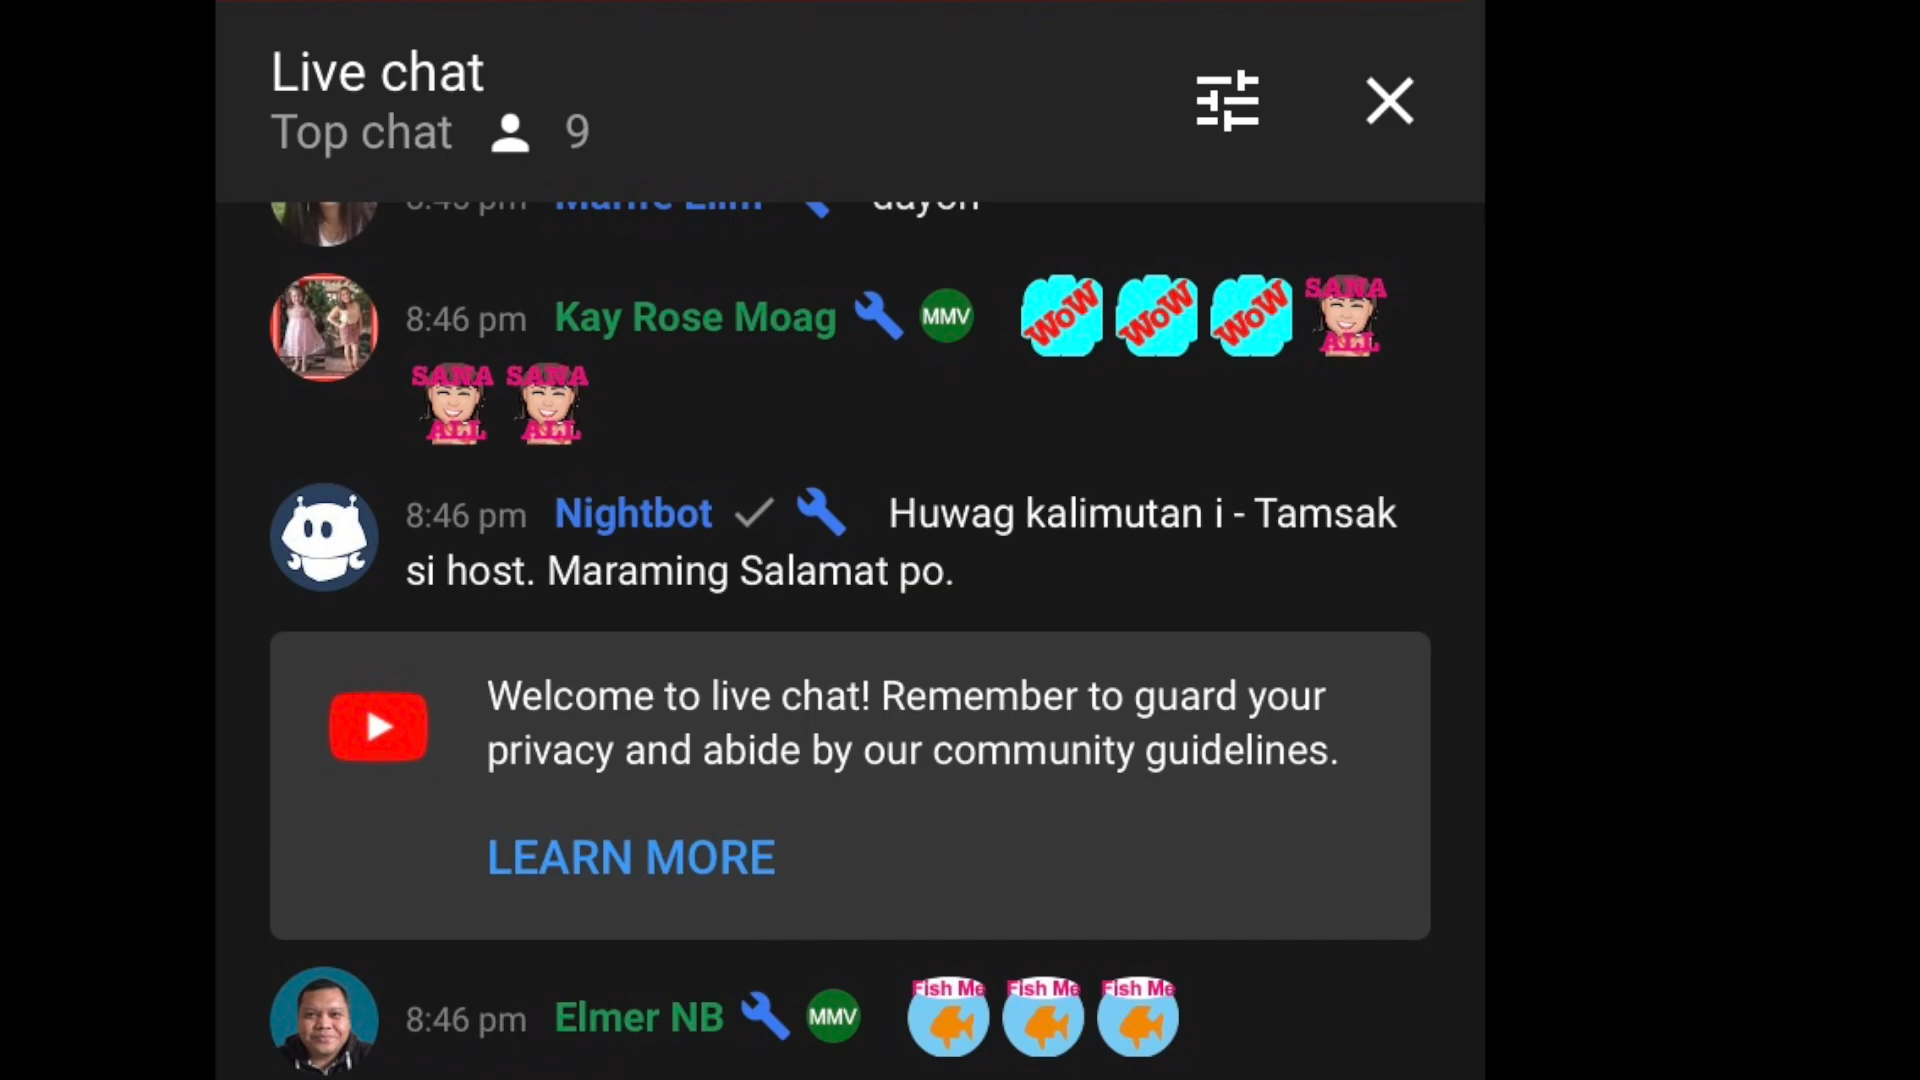 Live chat
Top chat 9
8:46 pm
8:46 pm Kay Rose Moag MMV WOW WOW WOW SANA ALL
SANA ALL SANA ALL
8:46 pm Nightbot Huwag kalimutan i - Tamsak
si host. Maraming Salamat po.
Welcome to live chat! Remember to guard your
privacy and abide by our community guidelines.
LEARN MORE
8:46 pm Elmer NB MMV Fish Me Fish Me Fish Me